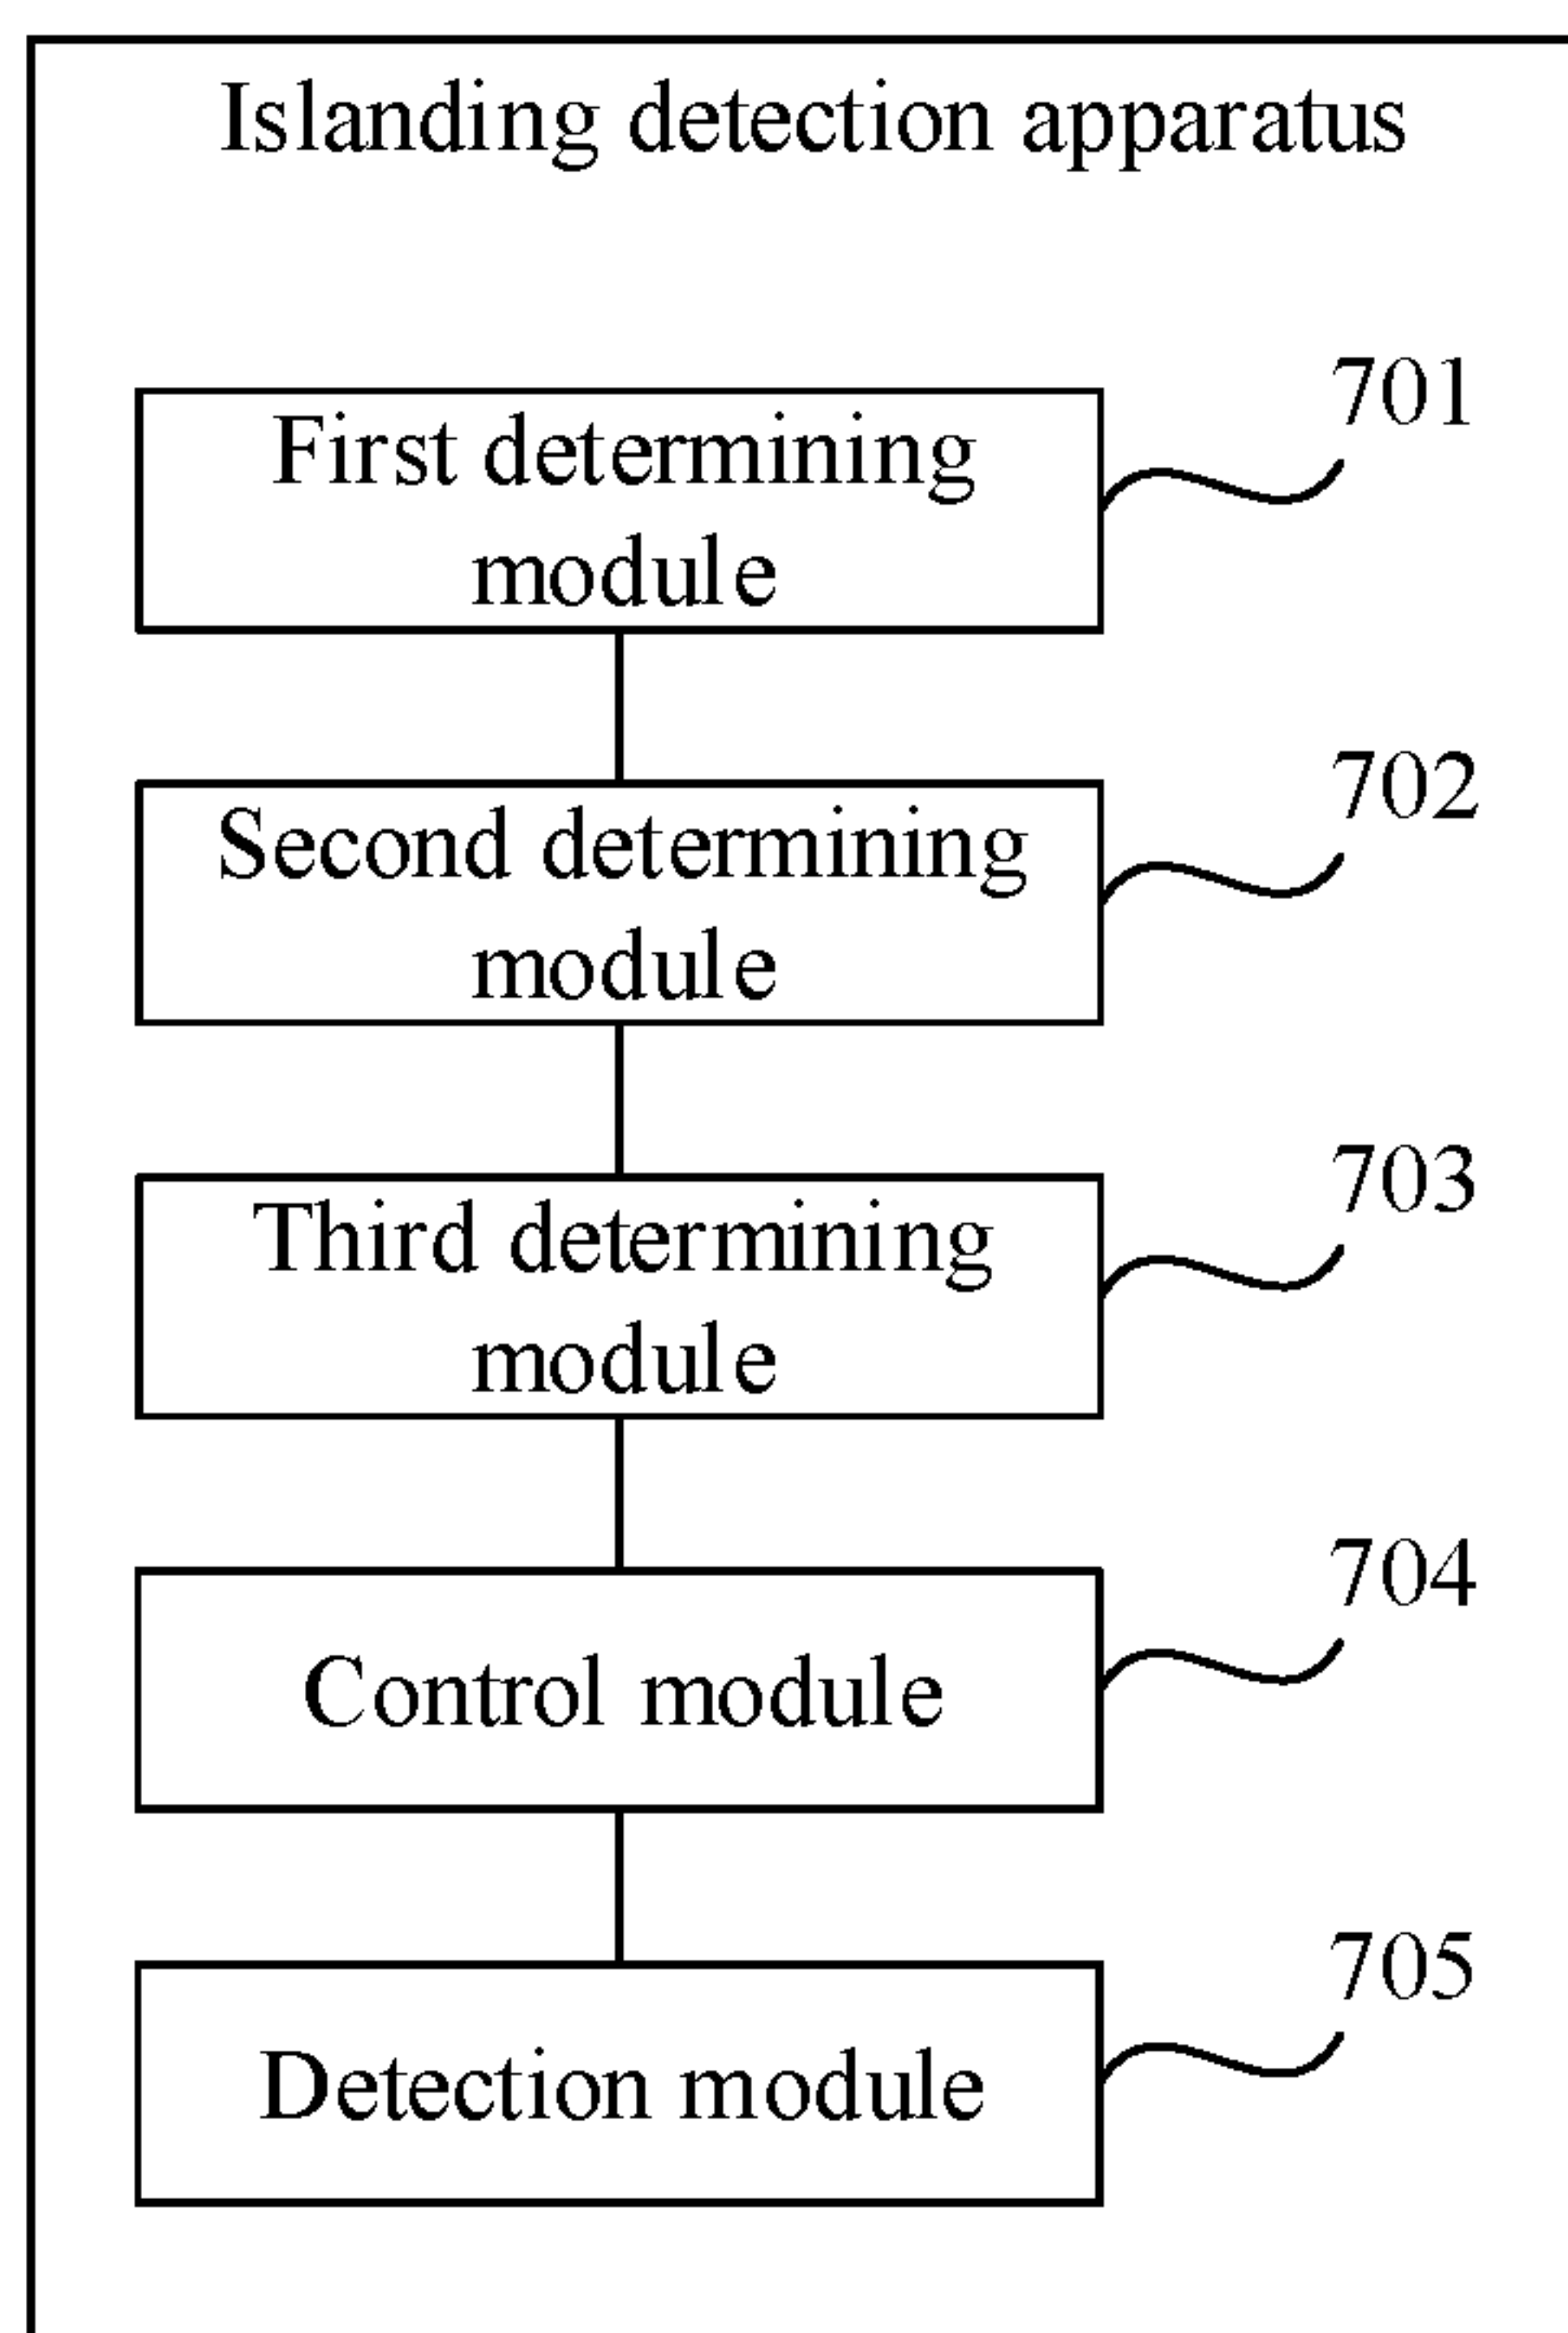 Islanding detection apparatus
701
First determining
module
702
Second determining
module
703
Third determining
module
704
Control module
705
Detection module